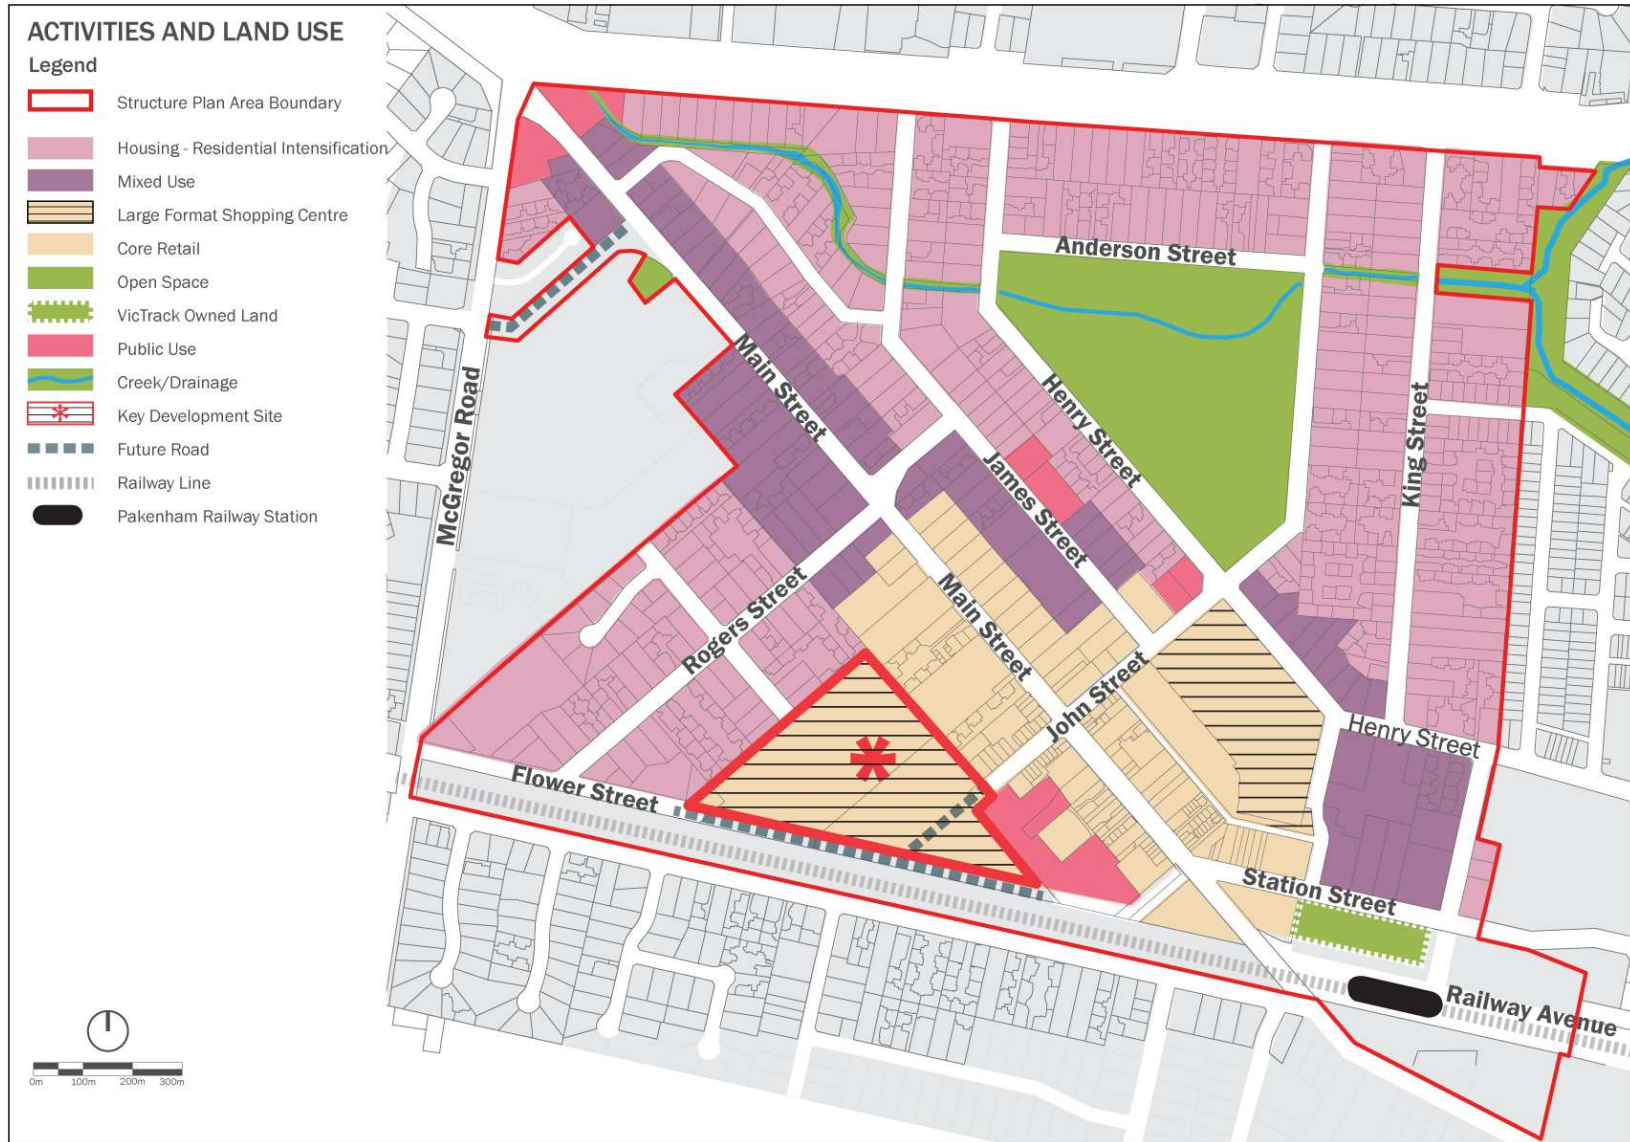 ACTIVITIES AND LAND USE
Legend
Structure Plan Area Boundary
Housing - Residential Intensification
Mixed Use
Large Format Shopping Centre
Core Retail
Open Space
VicTrack Owned Land
Public Use
Creek/Drainage
Key Development Site
Future Road
Railway Line
Pakenham Railway Station
Anderson Street
Main Street
Henry Street
McGregor Road
King Street
James Street
Rogers Street
Main Street
John Street
Henry Street
Flower Street
Station Street
Railway Avenue
0m 100m 200m 300m